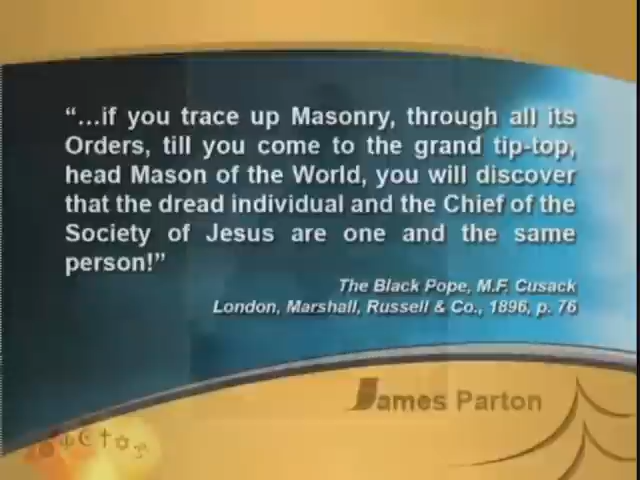 “...if you trace up Masonry, through all its
Orders, till you come to the grand tip-top,
head Mason of the World, you will discover
that the dread individual and the Chief of the
Society of Jesus are one and the same
person!”
The Black Pope, M.F. Cusack
London, Marshall, Russell & Co., 1896, p. 76
James Parton